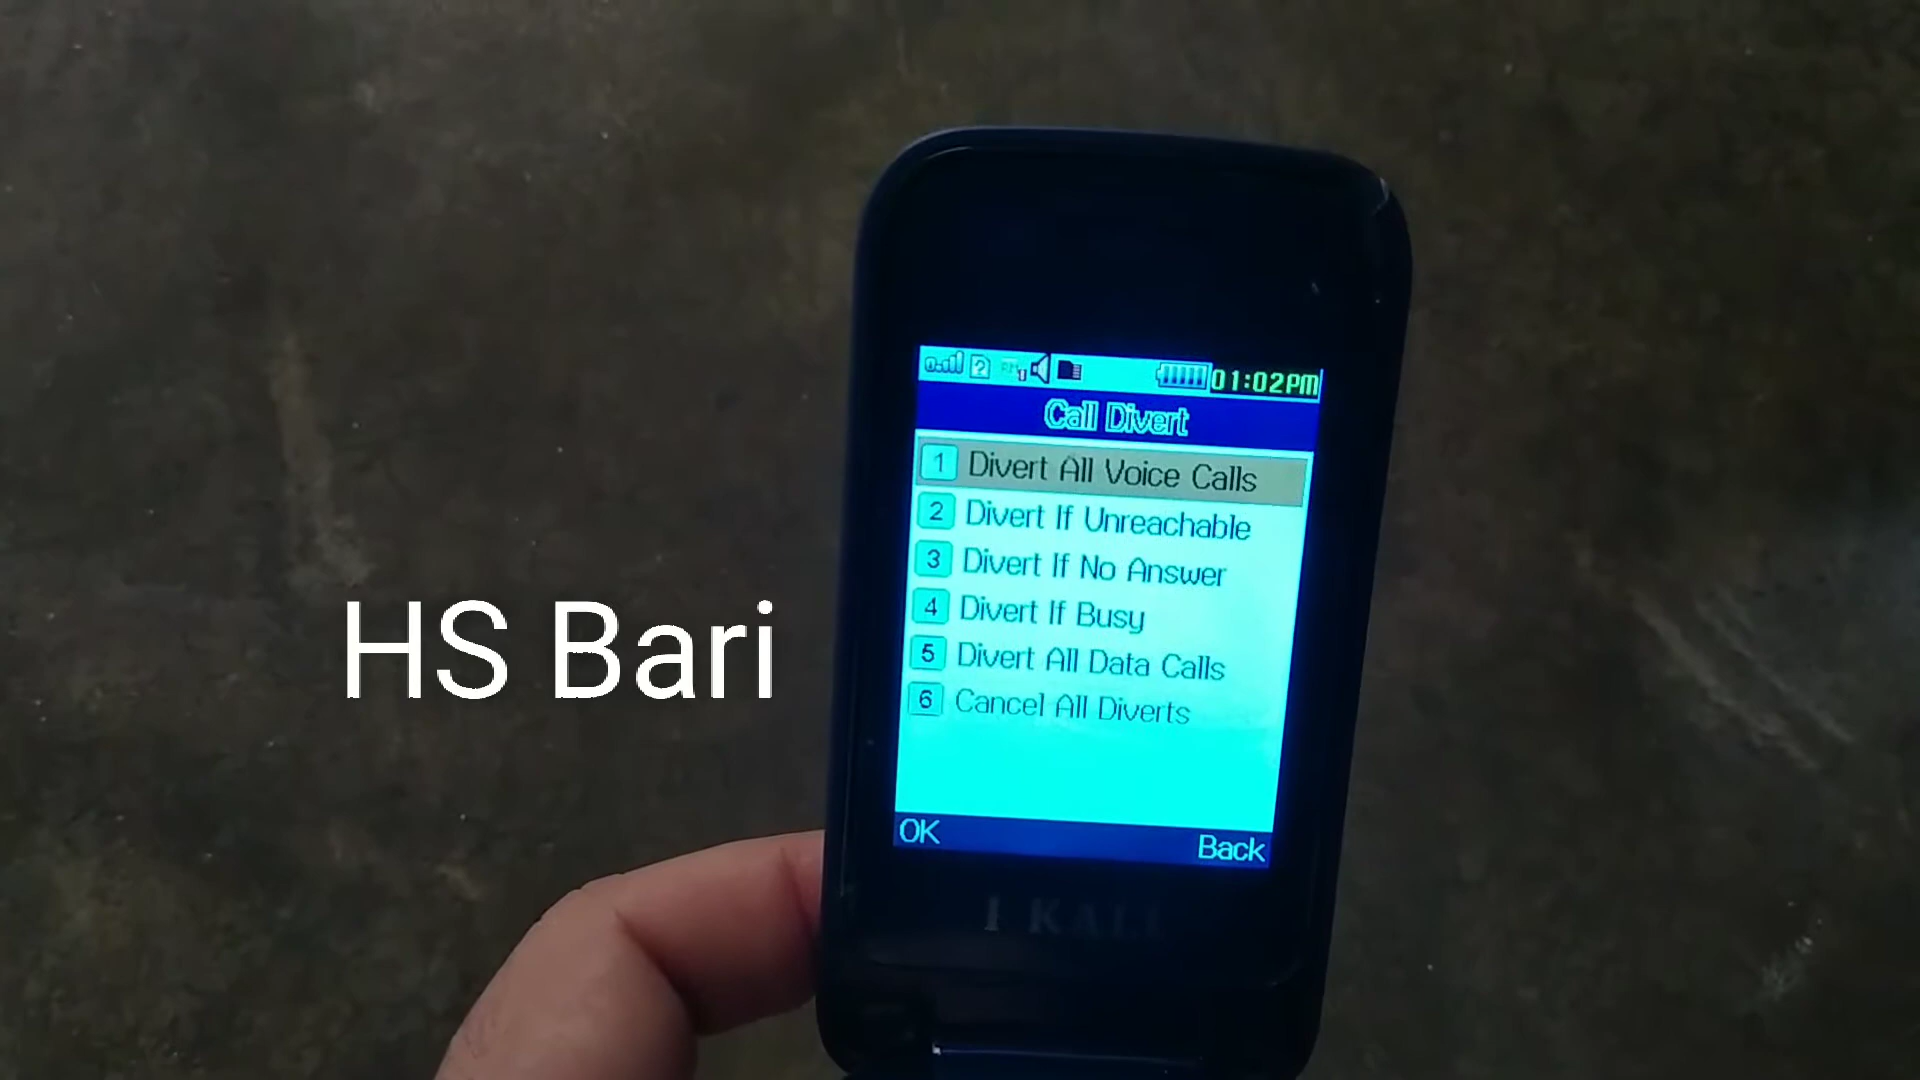 01:02PM
Call Divert
1 Divert All Voice Calls
2 Divert If Unreachable
3 Divert If No Answer
4 Divert If Busy
5 Divert All Data Calls
6 Cancel All Diverts
OK Back
I KALL
HS Bari